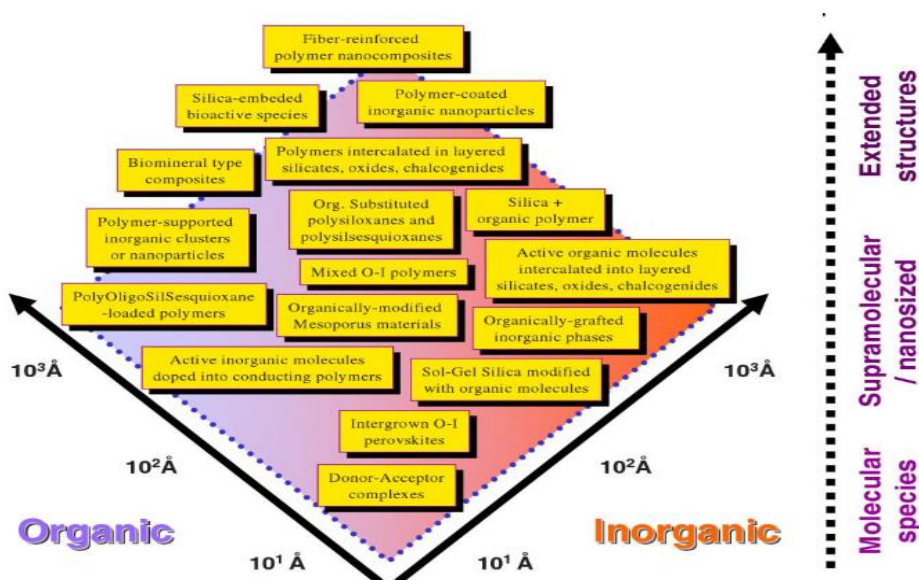 Fiber-reinforced
polymer nanocomposites
Silica-embeded
bioactive species
Polymer-coated
inorganic nanoparticles
Polymers intercalated in layered
silicates, oxides, chalcogenides
Biomineral type
composites
Org. Substituted
polysiloxanes and
polysilsesquioxanes
Silica +
organic polymer
Polymer-supported
inorganic clusters
or nanoparticles
Mixed O-I polymers
Active organic molecules
intercalated into layered
silicates, oxides, chalcogenides
PolyOligoSilSesquioxane
-loaded polymers
Organically-modified
Mesoporus materials
Organically-grafted
inorganic phases
Active inorganic molecules
doped into conducting polymers
Sol-Gel Silica modified
with organic molecules
Intergrown O-I
perovskites
Donor-Acceptor
complexes
10³Å
10²Å
10¹ Å
Organic
10³Å
10²Å
10¹ Å
Inorganic
Extended
structures
Supramolecular
/ nanosized
Molecular
species